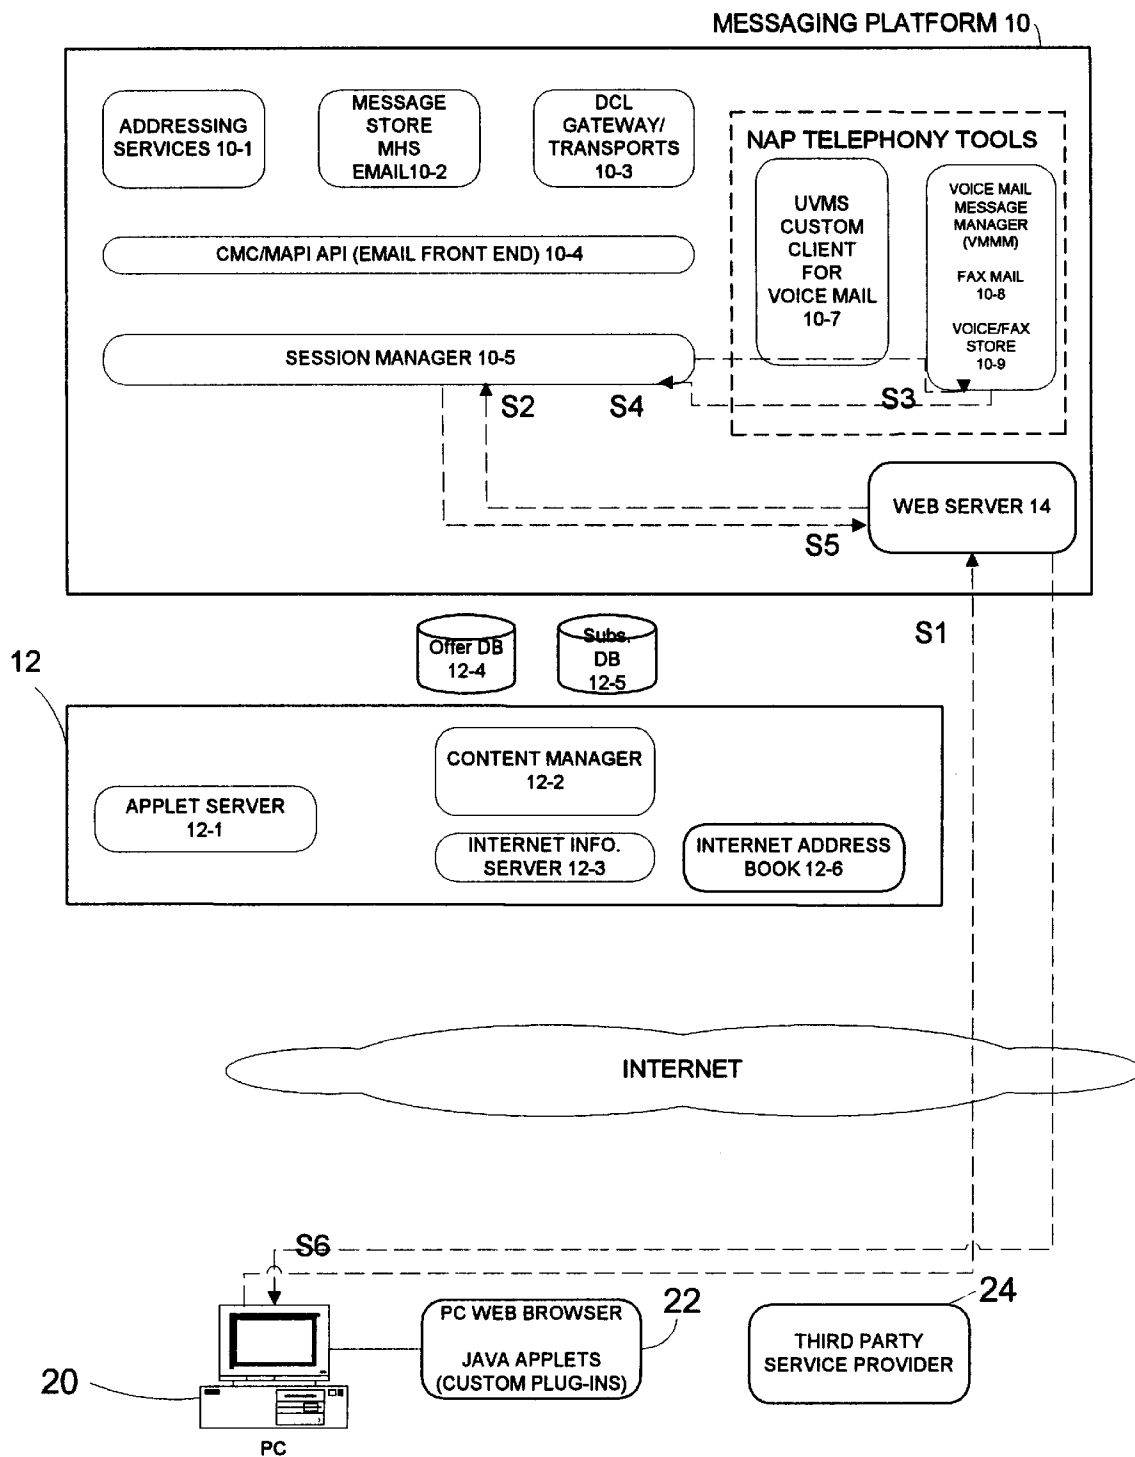 MESSAGING PLATFORM 10
ADDRESSING
SERVICES 10-1
MESSAGE
STORE
MHS
EMAIL10-2
DCL
GATEWAY/
TRANSPORTS
10-3
NAP TELEPHONY TOOLS
UVMS
CUSTOM
CLIENT
FOR
VOICE MAIL
10-7
VOICE MAIL
MESSAGE
MANAGER
(VMMM)
FAX MAIL
10-8
VOICE/FAX
STORE
10-9
CMC/MAPI API (EMAIL FRONT END) 10-4
SESSION MANAGER 10-5
S2
S4
S3
WEB SERVER 14
S5
S1
Offer DB
12-4
Subs.
DB
12-5
12
CONTENT MANAGER
12-2
APPLET SERVER
12-1
INTERNET INFO.
SERVER 12-3
INTERNET ADDRESS
BOOK 12-6
INTERNET
S6
PC WEB BROWSER
JAVA APPLETS
(CUSTOM PLUG-INS)
22
24
THIRD PARTY
SERVICE PROVIDER
20
PC